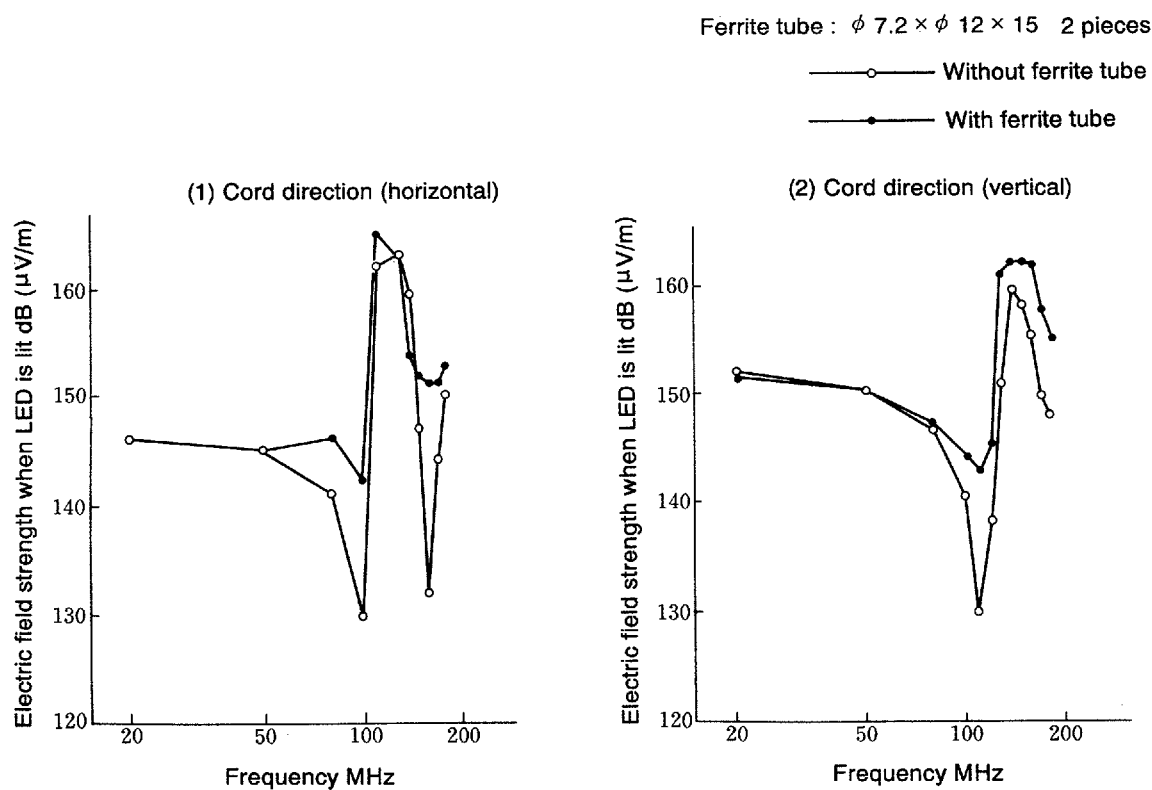 Ferrite tube : φ 7.2 × φ 12 × 15 2 pieces
Without ferrite tube
With ferrite tube
(1) Cord direction (horizontal)
Electric field strength when LED is lit dB (μV/m)
160
150
140
130
120
20 50 100 200
Frequency MHz
(2) Cord direction (vertical)
Electric field strength when LED is lit dB (μV/m)
160
150
140
130
120
20 50 100 200
Frequency MHz